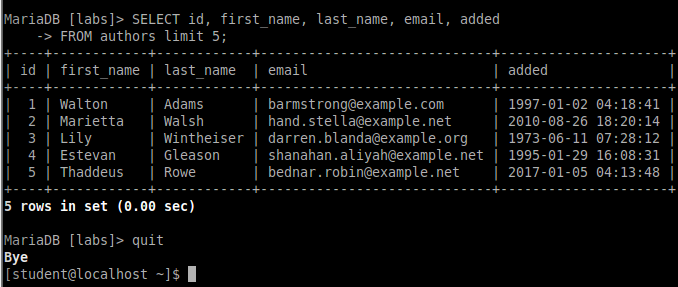 MariaDB [labs]> SELECT id, first_name, last_name, email, added
    -> FROM authors limit 5;
+----+------------+------------+----------------------------+---------------------+
| id | first_name | last_name  | email                      | added               |
+----+------------+------------+----------------------------+---------------------+
|  1 | Walton     | Adams      | barmstrong@example.com     | 1997-01-02 04:18:41 |
|  2 | Marietta   | Walsh      | hand.stella@example.net    | 2010-08-26 18:20:14 |
|  3 | Lily       | Wintheiser | darren.blanda@example.org  | 1973-06-11 07:28:12 |
|  4 | Estevan    | Gleason    | shanahan.aliyah@example.net | 1995-01-29 16:08:31 |
|  5 | Thaddeus   | Rowe       | bednar.robin@example.net   | 2017-01-05 04:13:48 |
+----+------------+------------+----------------------------+---------------------+
5 rows in set (0.00 sec)

MariaDB [labs]> quit
Bye
[student@localhost ~]$